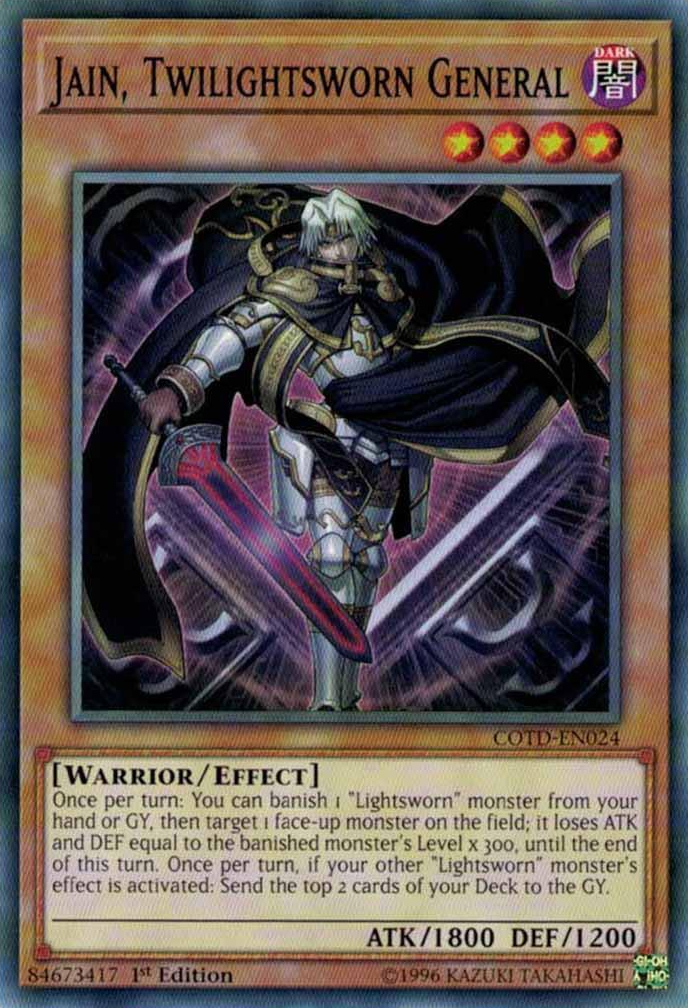 JAIN, TWILIGHTSWORN GENERAL
DARK
闇
COTD-EN024
[WARRIOR/EFFECT]
Once per turn: You can banish 1 "Lightsworn" monster from your
hand or GY, then target 1 face-up monster on the field; it loses ATK
and DEF equal to the banished monster's Level x 300, until the end
of this turn. Once per turn, if your other "Lightsworn" monster's
effect is activated: Send the top 2 cards of your Deck to the GY.
ATK/1800 DEF/1200
84673417 1st Edition
©1996 KAZUKI TAKAHASHI